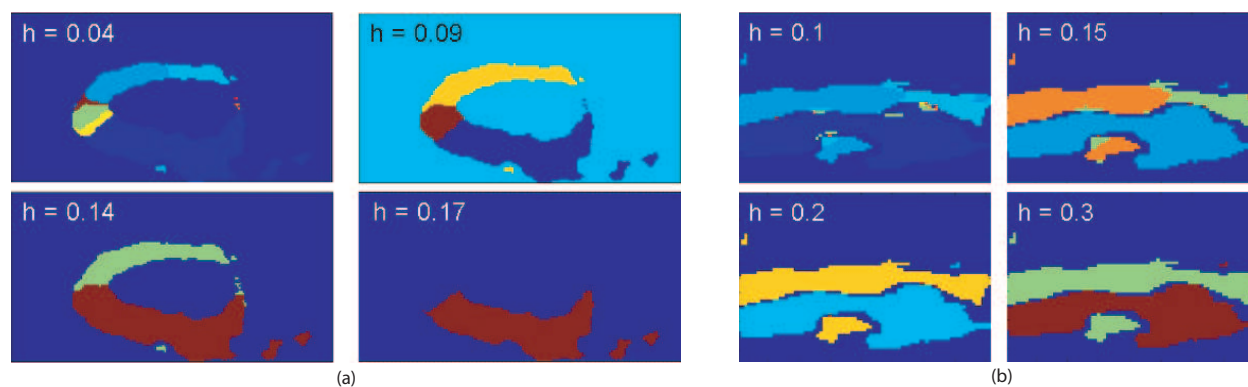 h = 0.04
h = 0.09
h = 0.14
h = 0.17
(a)
h = 0.1
h = 0.15
h = 0.2
h = 0.3
(b)